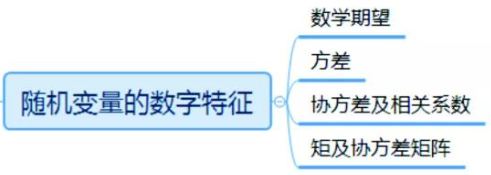 随机变量的数字特征
数学期望
方差
协方差及相关系数
矩及协方差矩阵